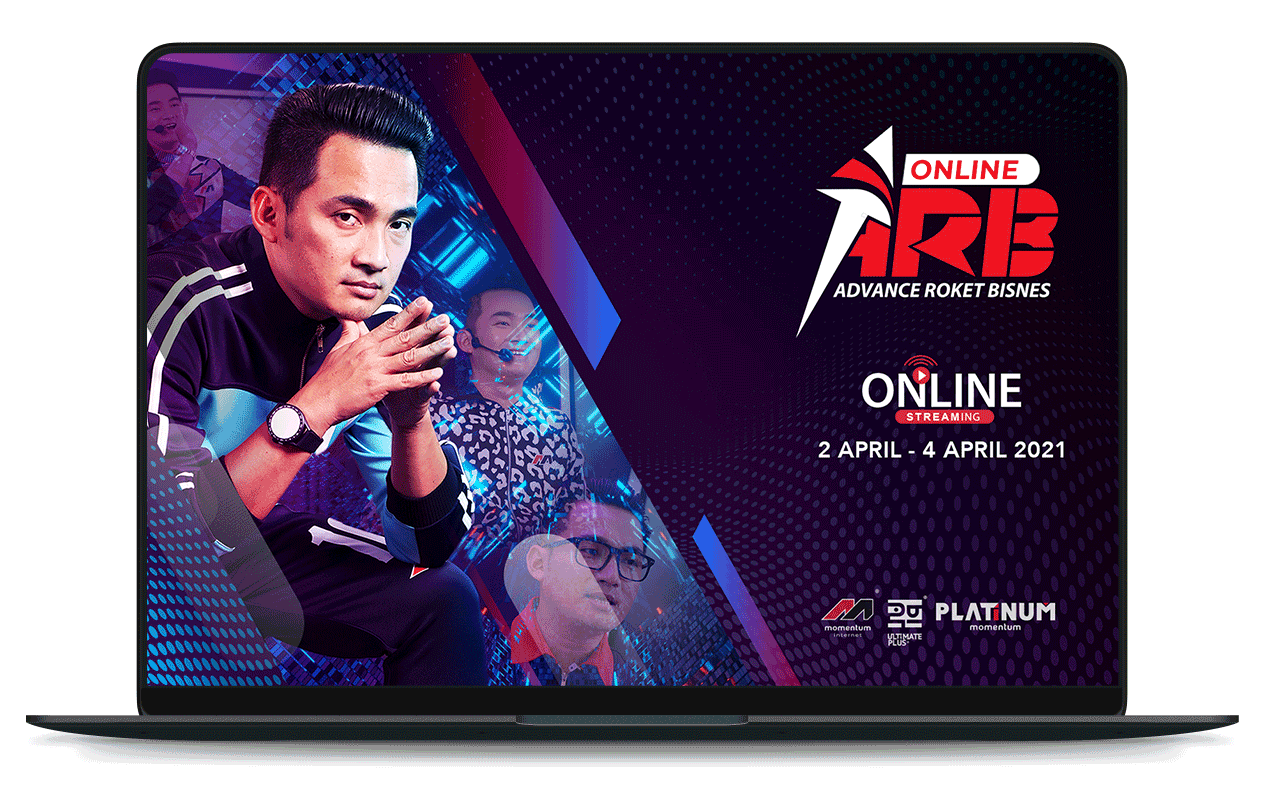 ONLINE
ARB
ADVANCE ROKET BISNES
ONLINE
STREAMING
2 APRIL - 4 APRIL 2021
momentum
internet
ULTIMATE
PLUS
PLATiNUM
momentum